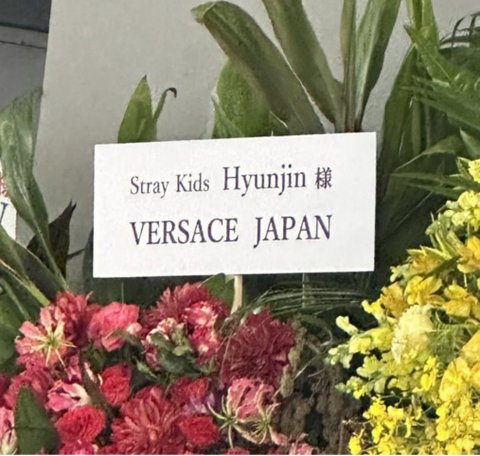 Stray Kids Hyunjin 様
VERSACE JAPAN